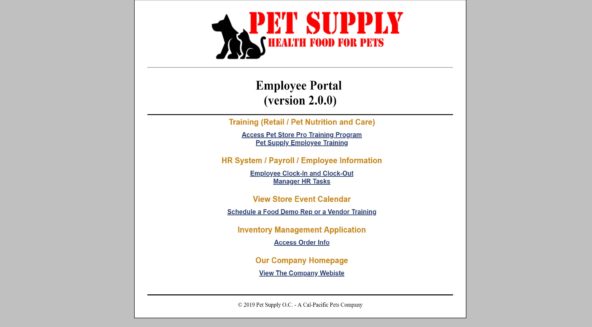 PET SUPPLY
HEALTH FOOD FOR PETS
Employee Portal
(version 2.0.0)
Training (Retail / Pet Nutrition and Care)
Access Pet Store Pro Training Program
Pet Supply Employee Training
HR System / Payroll / Employee Information
Employee Clock-in and Clock-Out
Manager HR Tasks
View Store Event Calendar
Schedule a Food Demo Rep or a Vendor Training
Inventory Management Application
Access Order Info
Our Company Homepage
View The Company Webiste
© 2019 Pet Supply O.C. - A Cal-Pacific Pets Company